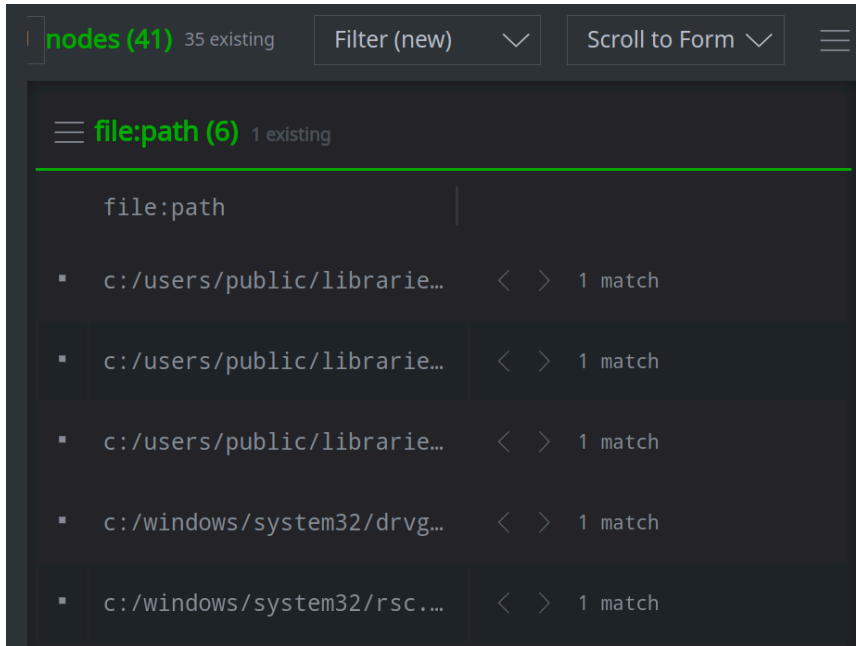 nodes (41) 35 existing Filter (new) Scroll to Form
file:path (6) 1 existing
file:path
c:/users/public/librarie… 1 match
c:/users/public/librarie… 1 match
c:/users/public/librarie… 1 match
c:/windows/system32/drvg… 1 match
c:/windows/system32/rsc.… 1 match